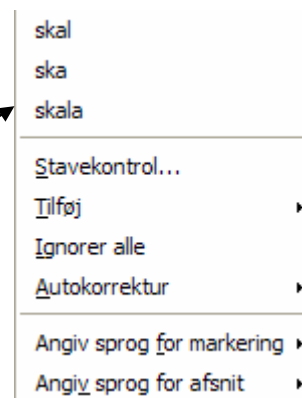 skal
ska
skala
Stavekontrol...
Tilføj
Ignorer alle
Autokorrektur
Angiv sprog for markering
Angiv sprog for afsnit